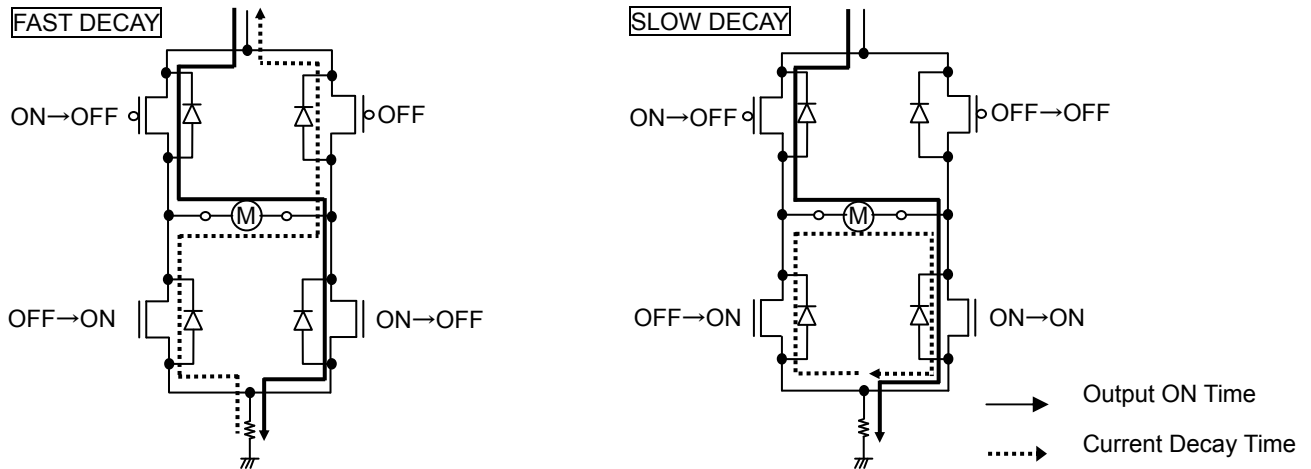 FAST DECAY
ON→OFF
OFF
M
OFF→ON
ON→OFF
SLOW DECAY
ON→OFF
OFF→OFF
M
OFF→ON
ON→ON
Output ON Time
Current Decay Time